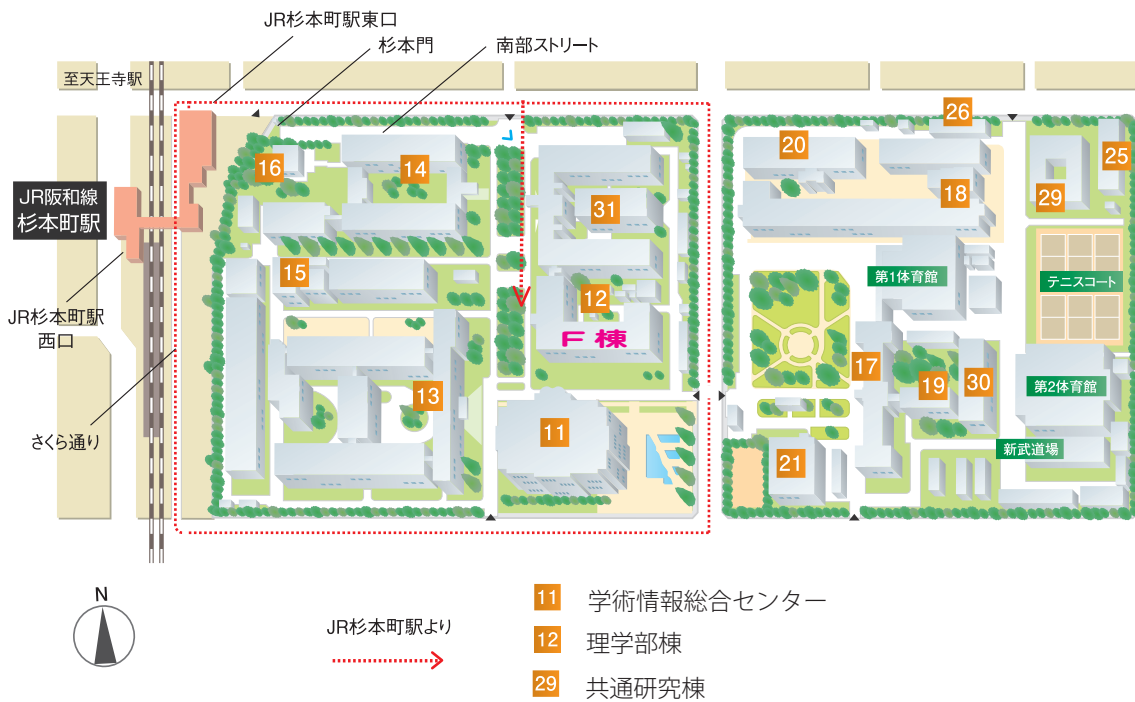 JR杉本町駅東口
杉本門
南部ストリート
至天王寺駅
26
16
14
20
25
JR阪和線
杉本町駅
31
18
29
15
第1体育館
テニスコート
12
JR杉本町駅
西口
F棟
17
19
30
第2体育館
13
さくら通り
11
21
新武道場
N
JR杉本町駅より
11 学術情報総合センター
12 理学部棟
29 共通研究棟